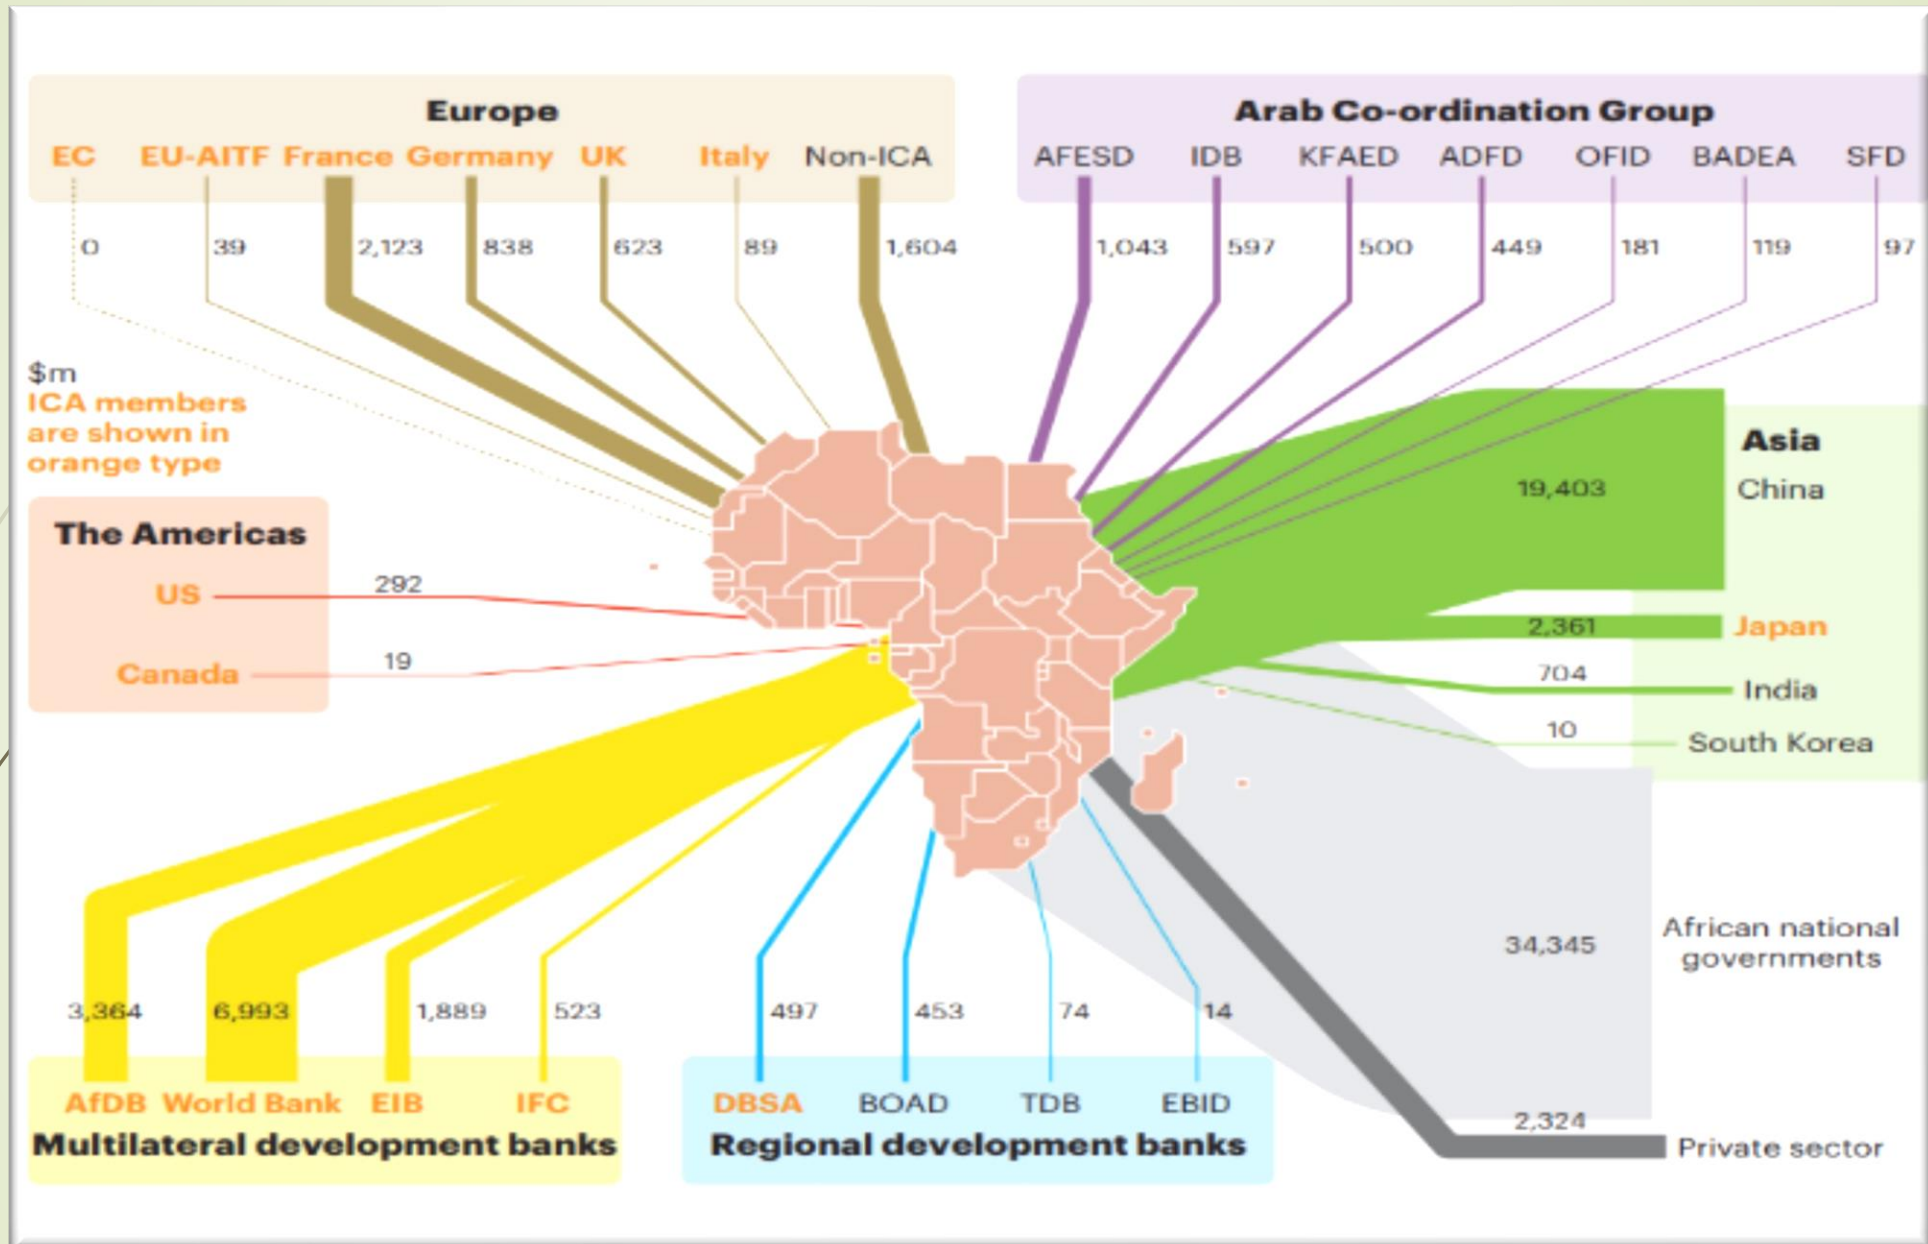 Europe
EC EU-AITF France Germany UK Italy Non-ICA
0 39 2,123 838 623 89 1,604
Arab Co-ordination Group
AFESD IDB KFAED ADFD OFID BADEA SFD
1,043 597 500 449 181 119 97
$m
ICA members
are shown in
orange type
The Americas
US 292
Canada 19
Asia
19,403 China
2,361 Japan
704 India
10 South Korea
34,345 African national
governments
2,324 Private sector
3,364 6,993 1,889 523
AfDB World Bank EIB IFC
Multilateral development banks
497 453 74 14
DBSA BOAD TDB EBID
Regional development banks